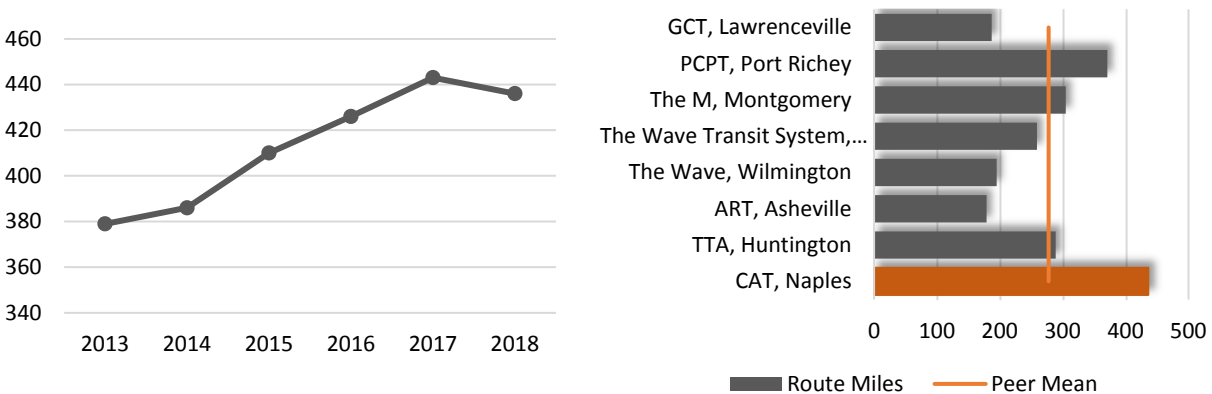 460
440
420
400
380
360
340
2013 2014 2015 2016 2017 2018
GCT, Lawrenceville
PCPT, Port Richey
The M, Montgomery
The Wave Transit System,...
The Wave, Wilmington
ART, Asheville
TTA, Huntington
CAT, Naples
0 100 200 300 400 500
Route Miles Peer Mean